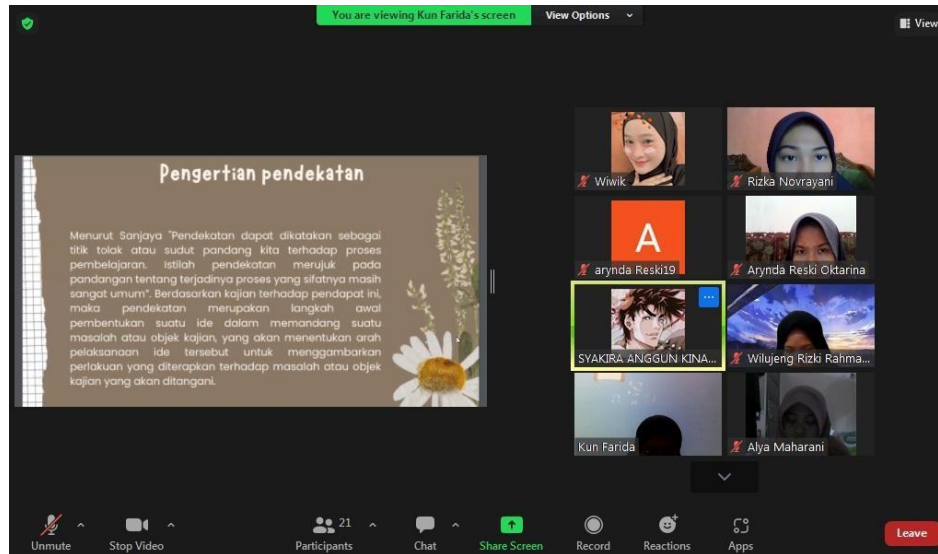 You are viewing Kun Farida's screen View Options
View
Pengertian pendekatan
Menurut Sanjaya "Pendekatan dapat dikatakan sebagai
titik tolak atau sudut pandang kita terhadap proses
pembelajaran. Istilah pendekatan merujuk pada
pandangan tentang terjadinya proses yang sifatnya masih
sangat umum". Berdasarkan kajian terhadap pendapat ini,
maka pendekatan merupakan langkah awal
pembentukan suatu ide dalam memandang suatu
masalah atau objek kajian, yang akan menentukan arah
pelaksanaan ide tersebut untuk menggambarkan
perlakuan yang diterapkan terhadap masalah atau objek
kajian yang akan ditangani.
Wiwik
Rizka Novrayani
A
arynda Reski19
Arynda Reski Oktarina
SYAKIRA ANGGUN KINA...
Wilujeng Rizki Rahma...
Kun Farida
Alya Maharani
Unmute
Stop Video
21
Participants
Chat
Share Screen
Record
Reactions
Apps
Leave